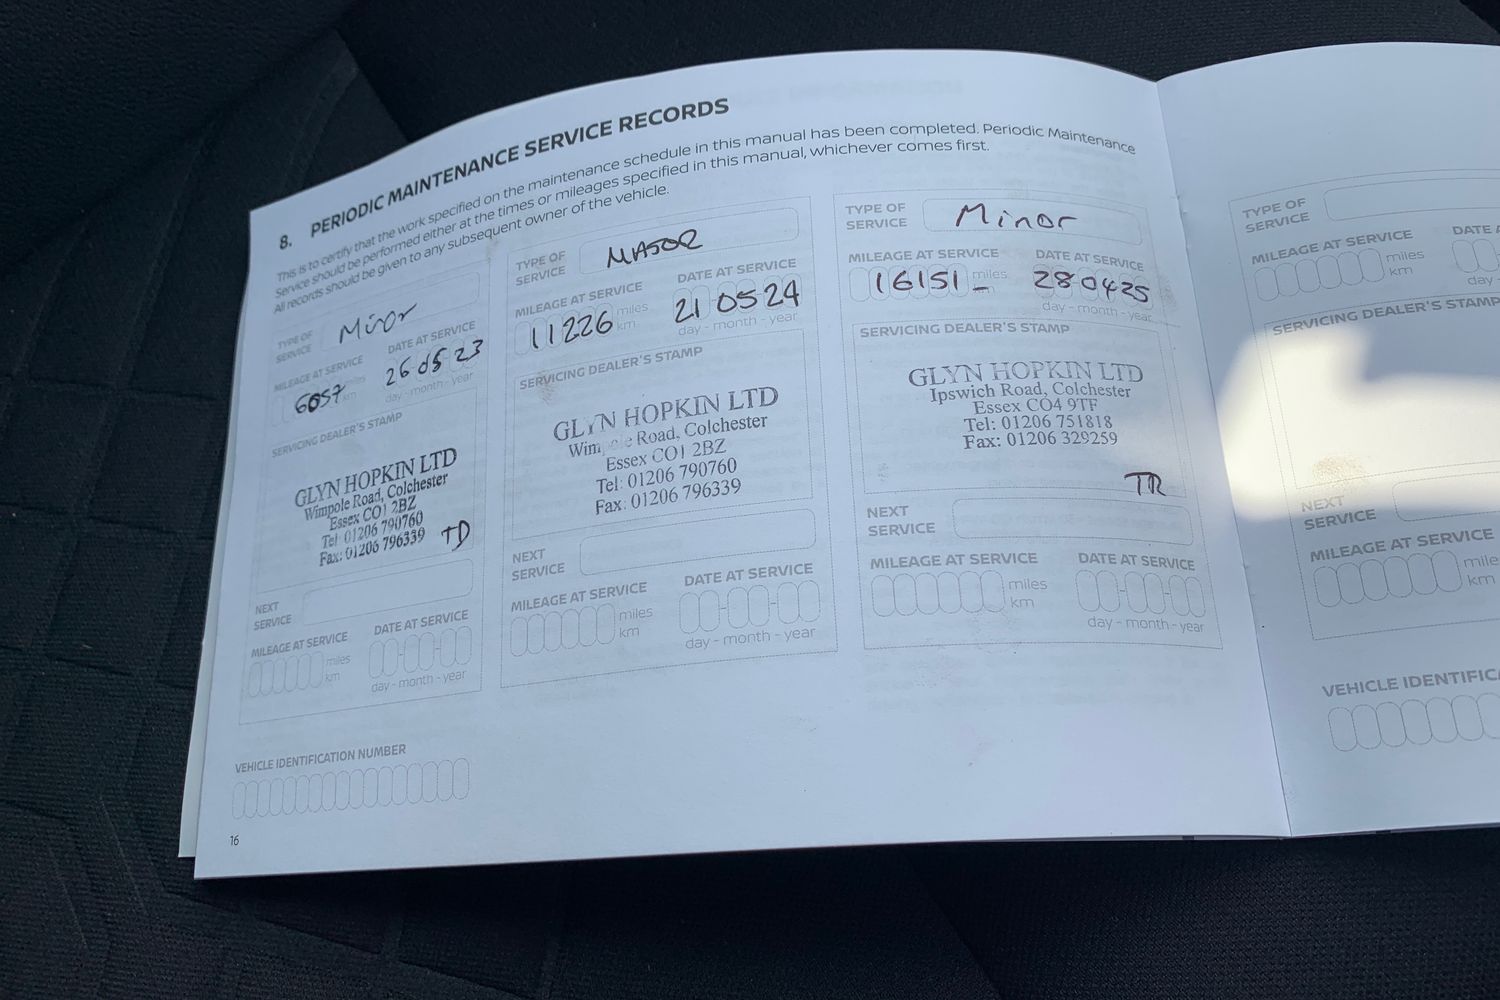 8. PERIODIC MAINTENANCE SERVICE RECORDS
This is to certify that the work specified on the maintenance schedule in this manual has been completed. Periodic Maintenance
Service should be performed either at the times or mileages specified in this manual, whichever comes first.
All records should be given to any subsequent owner of the vehicle.
TYPE OF
SERVICE
Minor
MILEAGE AT SERVICE
DATE AT SERVICE
6057
miles
km
26 05 23
day - month - year
SERVICING DEALER'S STAMP
GLYN HOPKIN LTD
Wimpole Road, Colchester
Essex CO1 2BZ
Tel: 01206 790760
Fax: 01206 796339
TD
NEXT
SERVICE
MILEAGE AT SERVICE
DATE AT SERVICE
miles
km
day - month - year
TYPE OF
SERVICE
MAJOR
MILEAGE AT SERVICE
DATE AT SERVICE
11226
miles
km
21 05 24
day - month - year
SERVICING DEALER'S STAMP
GLYN HOPKIN LTD
Wimpole Road, Colchester
Essex CO1 2BZ
Tel: 01206 790760
Fax: 01206 796339
NEXT
SERVICE
MILEAGE AT SERVICE
DATE AT SERVICE
miles
km
day - month - year
TYPE OF
SERVICE
Minor
MILEAGE AT SERVICE
DATE AT SERVICE
16151
miles
28 04 25
day - month - year
SERVICING DEALER'S STAMP
GLYN HOPKIN LTD
Ipswich Road, Colchester
Essex CO4 9TF
Tel: 01206 751818
Fax: 01206 329259
TR
NEXT
SERVICE
MILEAGE AT SERVICE
DATE AT SERVICE
miles
km
day - month - year
VEHICLE IDENTIFICATION NUMBER
16
TYPE OF
SERVICE
MILEAGE AT SERVICE
DATE A
miles
km
SERVICING DEALER'S STAMP
NEXT
SERVICE
MILEAGE AT SERVICE
mile
km
VEHICLE IDENTIFICA